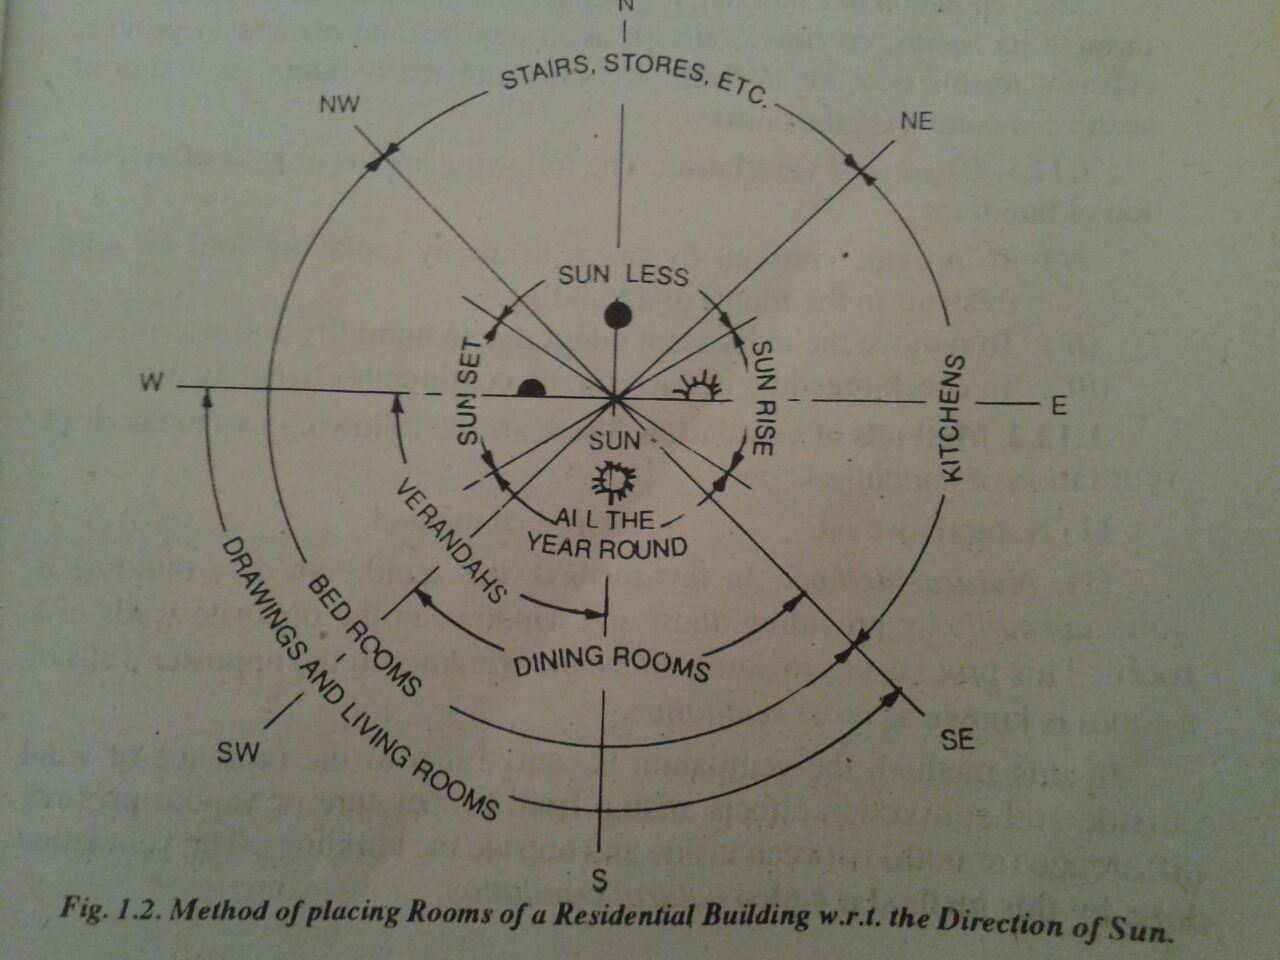 N
STAIRS, STORES, ETC.
NW
NE
SUN LESS
W
SUN SET
SUN RISE
KITCHENS
E
SUN
ALL THE
YEAR ROUND
VERANDAHS
DINING ROOMS
BED ROOMS
DRAWINGS AND LIVING ROOMS
SW
SE
S
Fig. 1.2. Method of placing Rooms of a Residential Building w.r.t. the Direction of Sun.